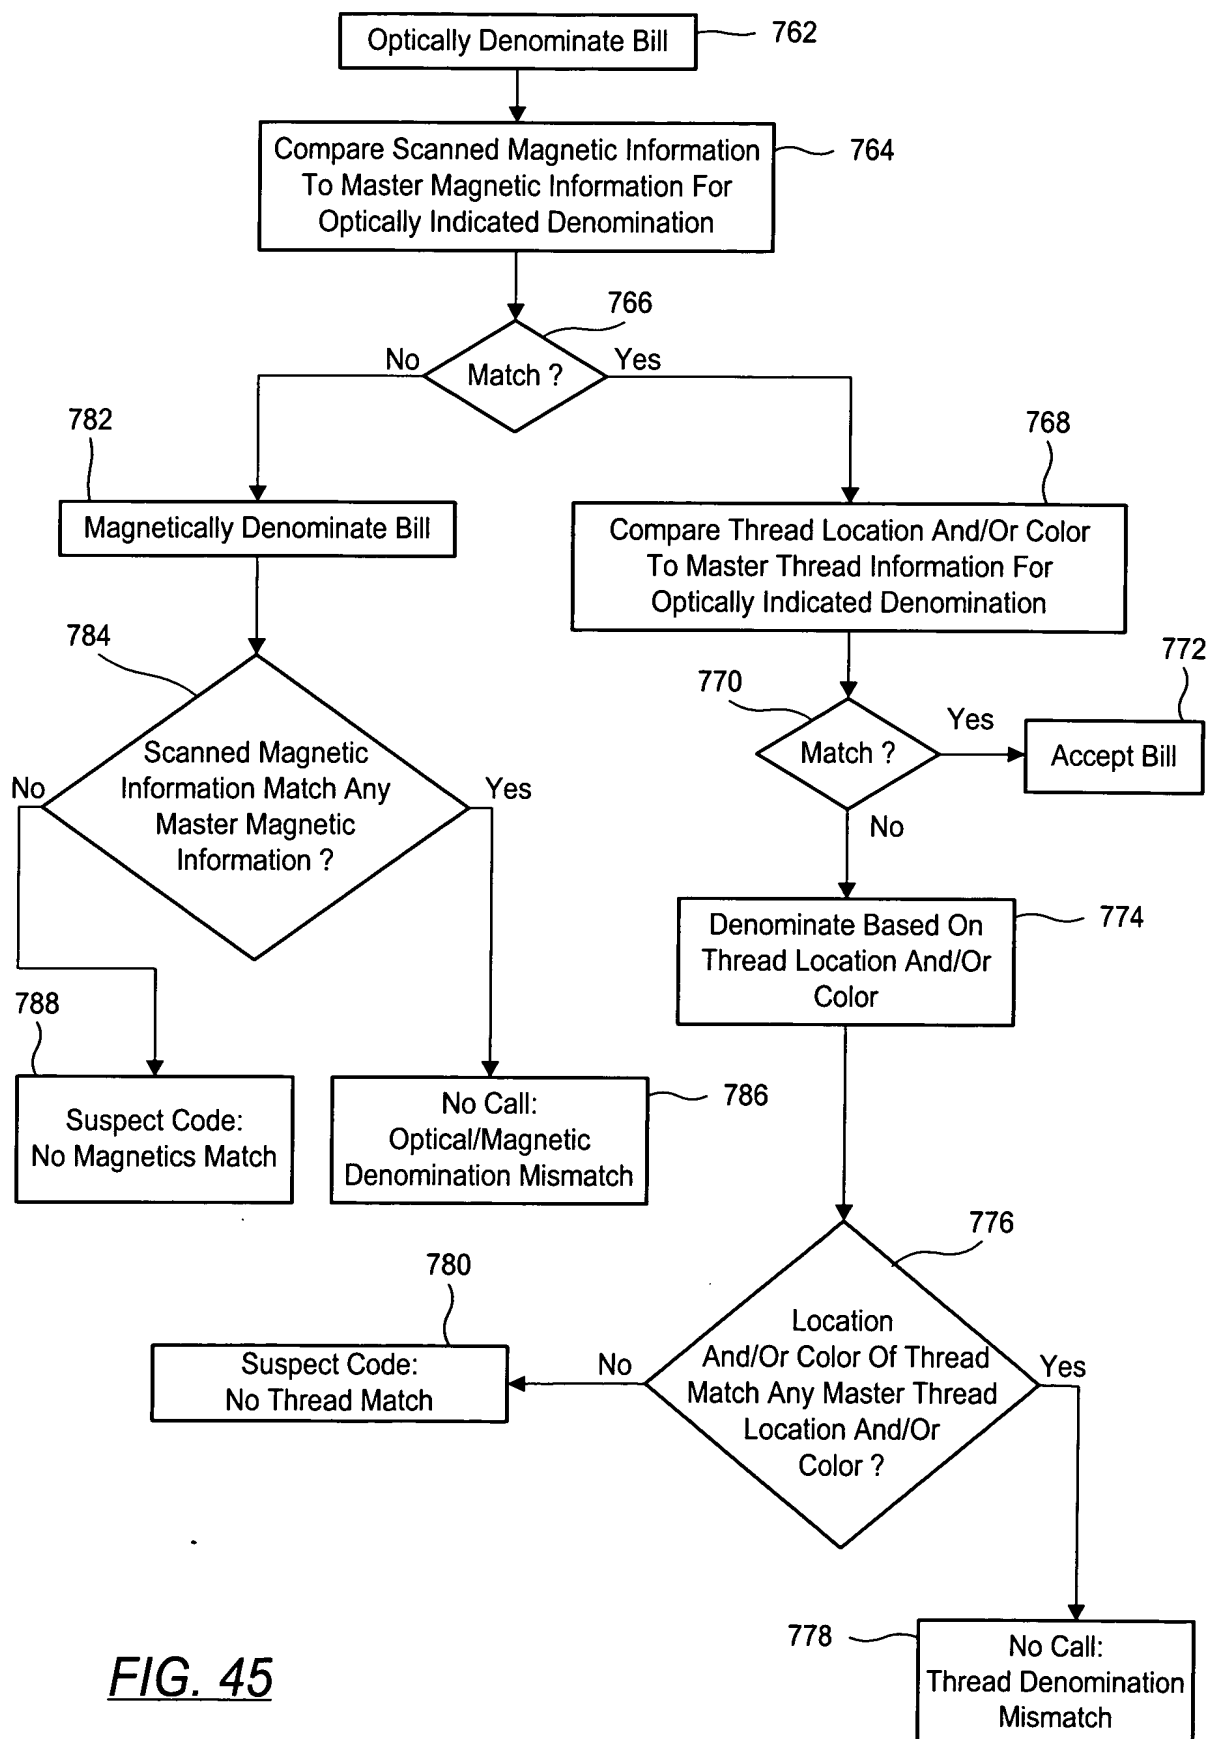 Optically Denominate Bill
762
Compare Scanned Magnetic Information
To Master Magnetic Information For
Optically Indicated Denomination
764
766
Match ?
No
Yes
782
Magnetically Denominate Bill
768
Compare Thread Location And/Or Color
To Master Thread Information For
Optically Indicated Denomination
784
Scanned Magnetic
Information Match Any
Master Magnetic
Information ?
No
Yes
770
Match ?
Yes
772
Accept Bill
No
Denominate Based On
Thread Location And/Or
Color
774
788
Suspect Code:
No Magnetics Match
No Call:
Optical/Magnetic
Denomination Mismatch
786
776
Location
And/Or Color Of Thread
Match Any Master Thread
Location And/Or
Color ?
No
Yes
780
Suspect Code:
No Thread Match
778
No Call:
Thread Denomination
Mismatch
FIG. 45